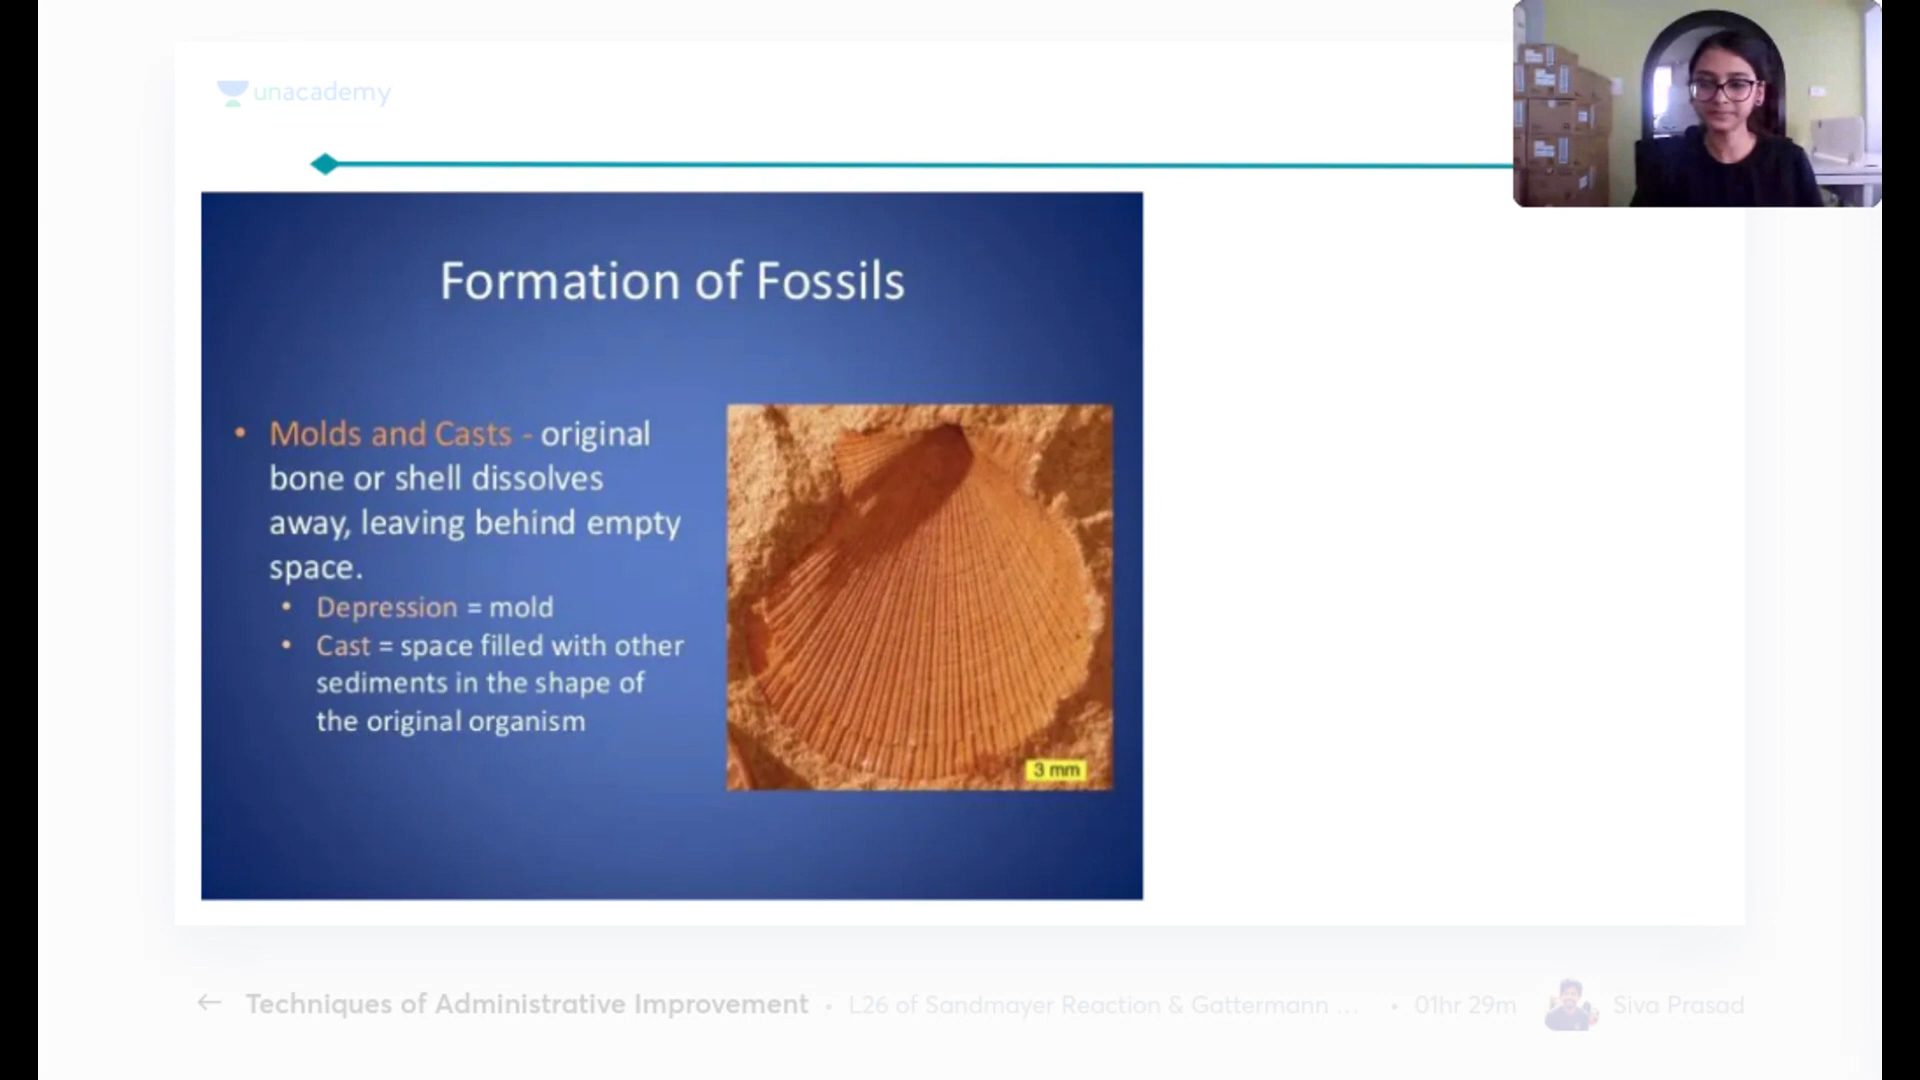 unacademy
Formation of Fossils
• Molds and Casts - original
bone or shell dissolves
away, leaving behind empty
space.
• Depression = mold
• Cast = space filled with other
sediments in the shape of
the original organism
3 mm
← Techniques of Administrative Improvement • L26 of Sandmayer Reaction & Gattermann ... • 01hr 29m Siva Prasad